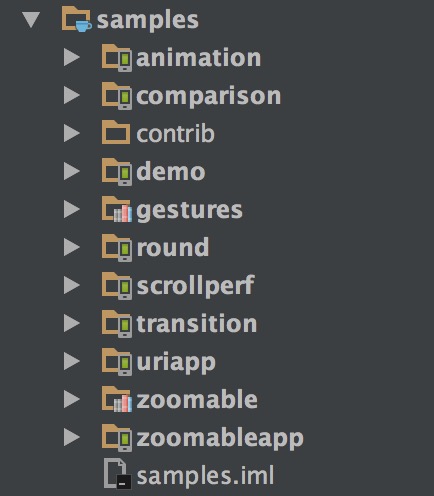 samples
animation
comparison
contrib
demo
gestures
round
scrollperf
transition
uriapp
zoomable
zoomableapp
samples.iml